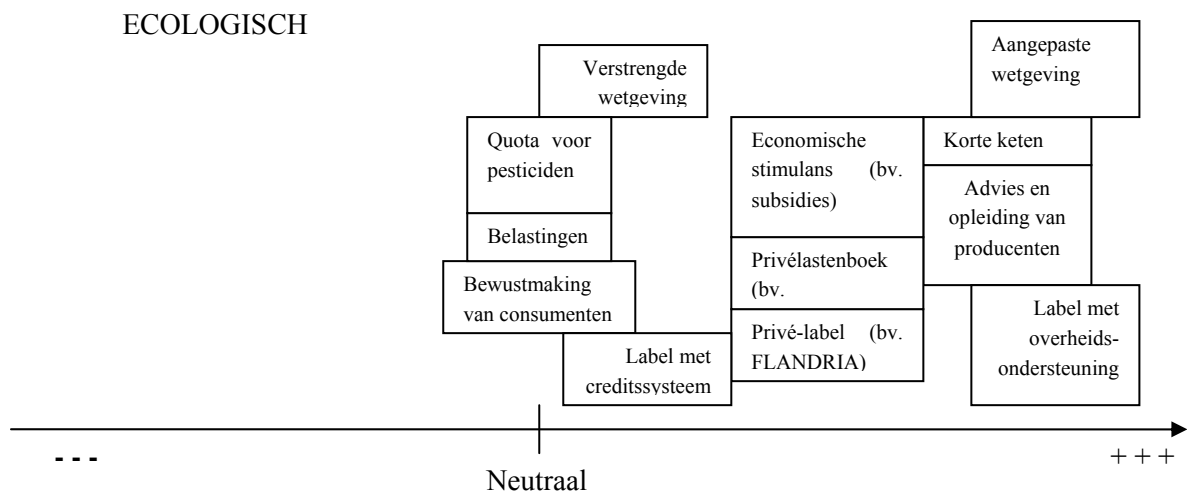 ECOLOGISCH
Verstrengde
wetgeving
Aangepaste
wetgeving
Quota voor
pesticiden
Economische
stimulans (bv.
subsidies)
Korte keten
Advies en
opleiding van
producenten
Belastingen
Privélastenboek
(bv.
Bewustmaking
van consumenten
Privé-label (bv.
FLANDRIA)
Label met
creditssysteem
Label met
overheids-
ondersteuning
- - -
+ + +
Neutraal